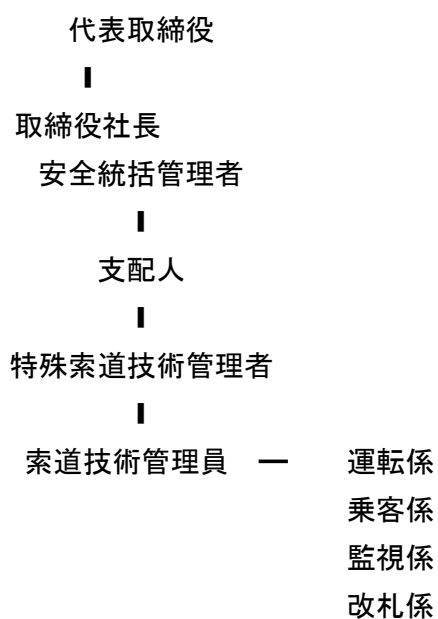 代表取締役
取締役社長
安全統括管理者
支配人
特殊索道技術管理者
索道技術管理員 ― 運転係
乗客係
監視係
改札係